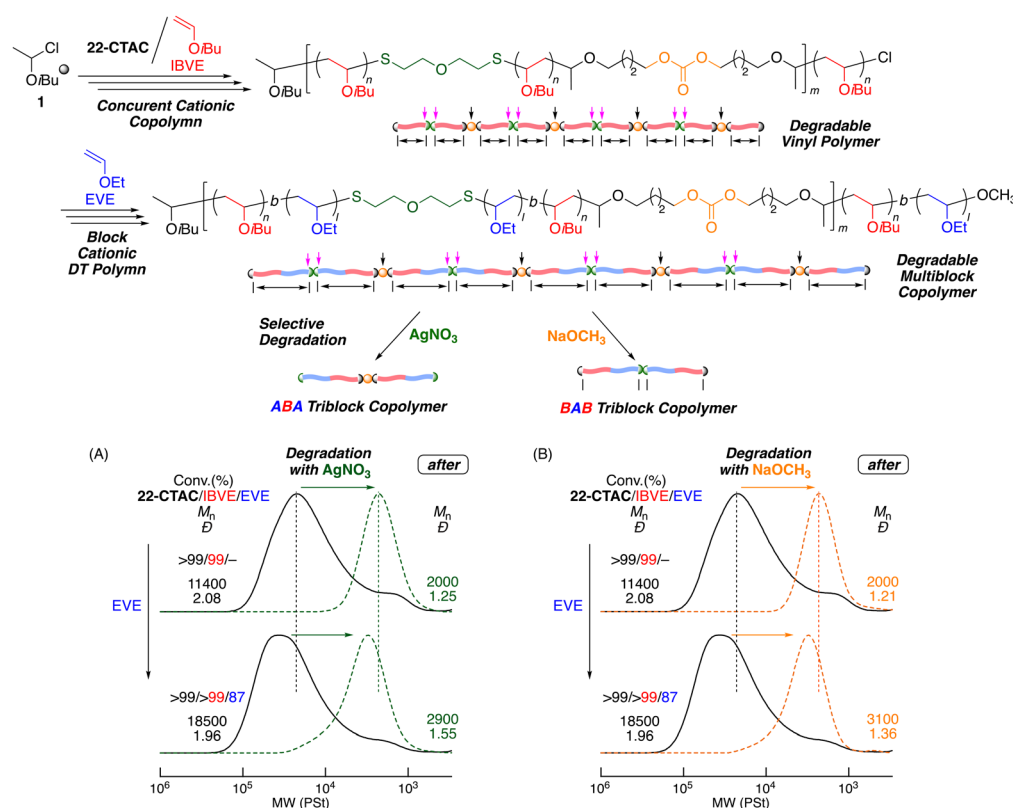 Cl
OiBu
1
22-CTAC
OiBu
IBVE
Concurent Cationic
Copolymn
OiBu
n
OiBu
S
O
S
OiBu
n
O
2
O
O
O
2
O
m
OiBu
n
Cl
Degradable
Vinyl Polymer
OEt
EVE
Block
Cationic
DT Polymn
OiBu
n
OiBu
b
OEt
l
S
O
S
OEt
l
b
OiBu
n
O
2
O
O
O
2
O
m
OiBu
n
b
OEt
l
OCH3
Degradable
Multiblock
Copolymer
Selective
Degradation
AgNO3
NaOCH3
ABA Triblock Copolymer
BAB Triblock Copolymer
(A)
Degradation
with AgNO3
after
Conv.(%)
22-CTAC/IBVE/EVE
Mn
Đ
Mn
Đ
>99/99/–
11400
2.08
2000
1.25
EVE
>99/>99/87
18500
1.96
2900
1.55
10^6
10^5
10^4
10^3
MW (PSt)
(B)
Degradation
with NaOCH3
after
Conv.(%)
22-CTAC/IBVE/EVE
Mn
Đ
Mn
Đ
>99/99/–
11400
2.08
2000
1.21
EVE
>99/>99/87
18500
1.96
3100
1.36
10^6
10^5
10^4
10^3
MW (PSt)